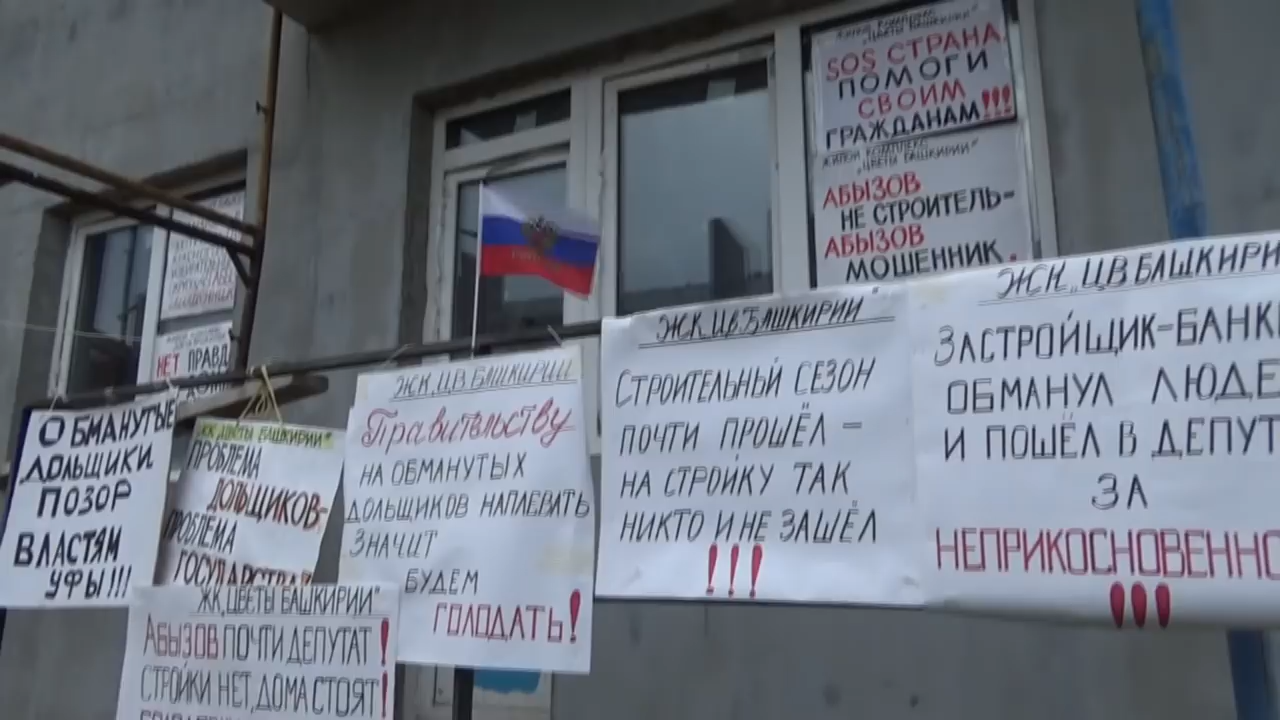 "ЦВЕТЫ БАШКИРИИ"
SOS СТРАНА
ПОМОГИ
СВОИМ
ГРАЖДАНАМ!!!
ЖИЛОЙ КОМПЛЕКС
"ЦВЕТЫ БАШКИРИИ"
АБЫЗОВ
НЕ СТРОИТЕЛЬ-
АБЫЗОВ
МОШЕННИК.
НЕТ ПРАВД
ОБМАНУТЫЕ
ДОЛЬЩИКИ
ПОЗОР
ВЛАСТЯМ
УФЫ!!!
ЖК "ЦВЕТЫ БАШКИРИИ"
ПРОБЛЕМА
ДОЛЬЩИКОВ-
ПРОБЛЕМА
ГОСУДАРСТВА
ЖК "ЦВЕТЫ БАШКИРИИ"
АБЫЗОВ ПОЧТИ ДЕПУТАТ!
СТРОЙКИ НЕТ, ДОМА СТОЯТ!
ЖК "ЦВ.БАШКИРИИ
Правительству
НА ОБМАНУТЫХ
ДОЛЬЩИКОВ НАПЛЕВАТЬ
ЗНАЧИТ
БУДЕМ
ГОЛОДАТЬ!
ЖК "Цв.БАШКИРИИ"
СТРОИТЕЛЬНЫЙ СЕЗОН
ПОЧТИ ПРОШЁЛ –
НА СТРОЙКУ ТАК
НИКТО И НЕ ЗАШЁЛ
!!!
ЖК "ЦВ БАШКИРИ
ЗАСТРОЙЩИК-БАНК
ОБМАНУЛ ЛЮДЕ
И ПОШЁЛ В ДЕПУТ
ЗА
НЕПРИКОСНОВЕННО
!!!